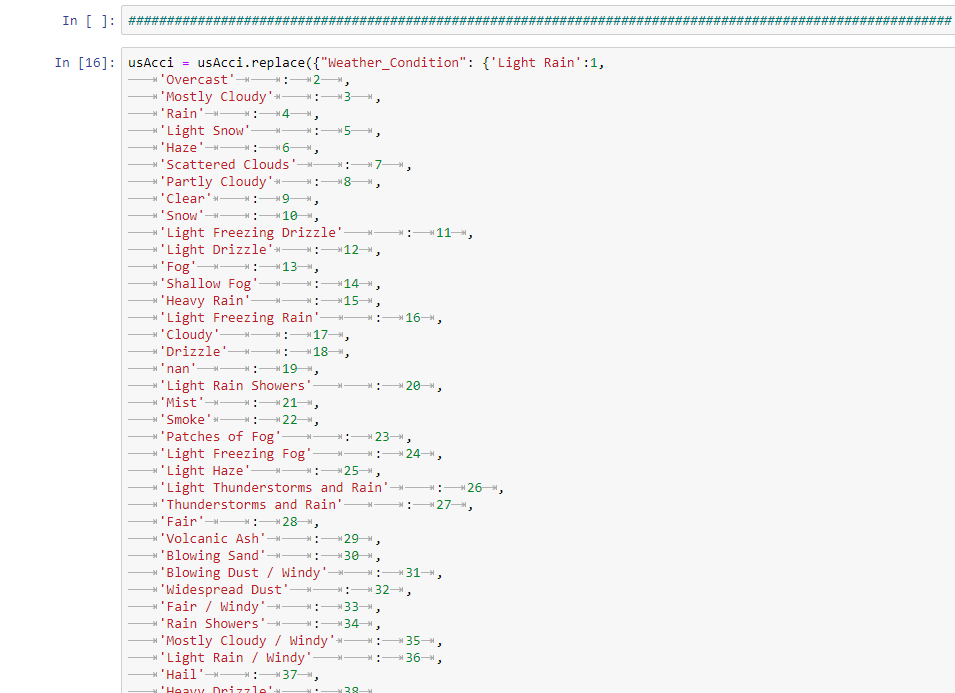 In [ ]: ##########################################################################################################
In [16]: usAcci = usAcci.replace({"Weather_Condition": {'Light Rain':1,
'Overcast' : 2 ,
'Mostly Cloudy' : 3 ,
'Rain' : 4 ,
'Light Snow' : 5 ,
'Haze' : 6 ,
'Scattered Clouds' : 7 ,
'Partly Cloudy' : 8 ,
'Clear' : 9 ,
'Snow' : 10 ,
'Light Freezing Drizzle' : 11 ,
'Light Drizzle' : 12 ,
'Fog' : 13 ,
'Shallow Fog' : 14 ,
'Heavy Rain' : 15 ,
'Light Freezing Rain' : 16 ,
'Cloudy' : 17 ,
'Drizzle' : 18 ,
'nan' : 19 ,
'Light Rain Showers' : 20 ,
'Mist' : 21 ,
'Smoke' : 22 ,
'Patches of Fog' : 23 ,
'Light Freezing Fog' : 24 ,
'Light Haze' : 25 ,
'Light Thunderstorms and Rain' : 26 ,
'Thunderstorms and Rain' : 27 ,
'Fair' : 28 ,
'Volcanic Ash' : 29 ,
'Blowing Sand' : 30 ,
'Blowing Dust / Windy' : 31 ,
'Widespread Dust' : 32 ,
'Fair / Windy' : 33 ,
'Rain Showers' : 34 ,
'Mostly Cloudy / Windy' : 35 ,
'Light Rain / Windy' : 36 ,
'Hail' : 37 ,
'Heavy Drizzle' : 38 ,